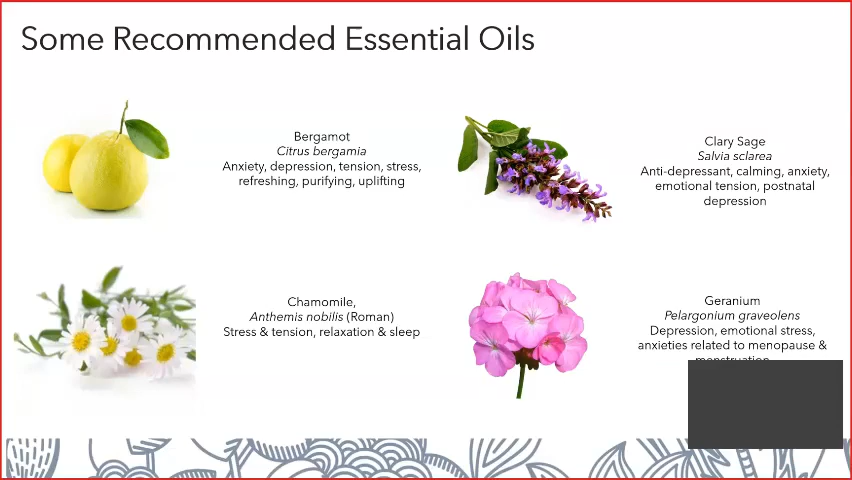 Some Recommended Essential Oils
Bergamot
Citrus bergamia
Anxiety, depression, tension, stress,
refreshing, purifying, uplifting
Clary Sage
Salvia sclarea
Anti-depressant, calming, anxiety,
emotional tension, postnatal
depression
Chamomile,
Anthemis nobilis (Roman)
Stress & tension, relaxation & sleep
Geranium
Pelargonium graveolens
Depression, emotional stress,
anxieties related to menopause &
menstruation